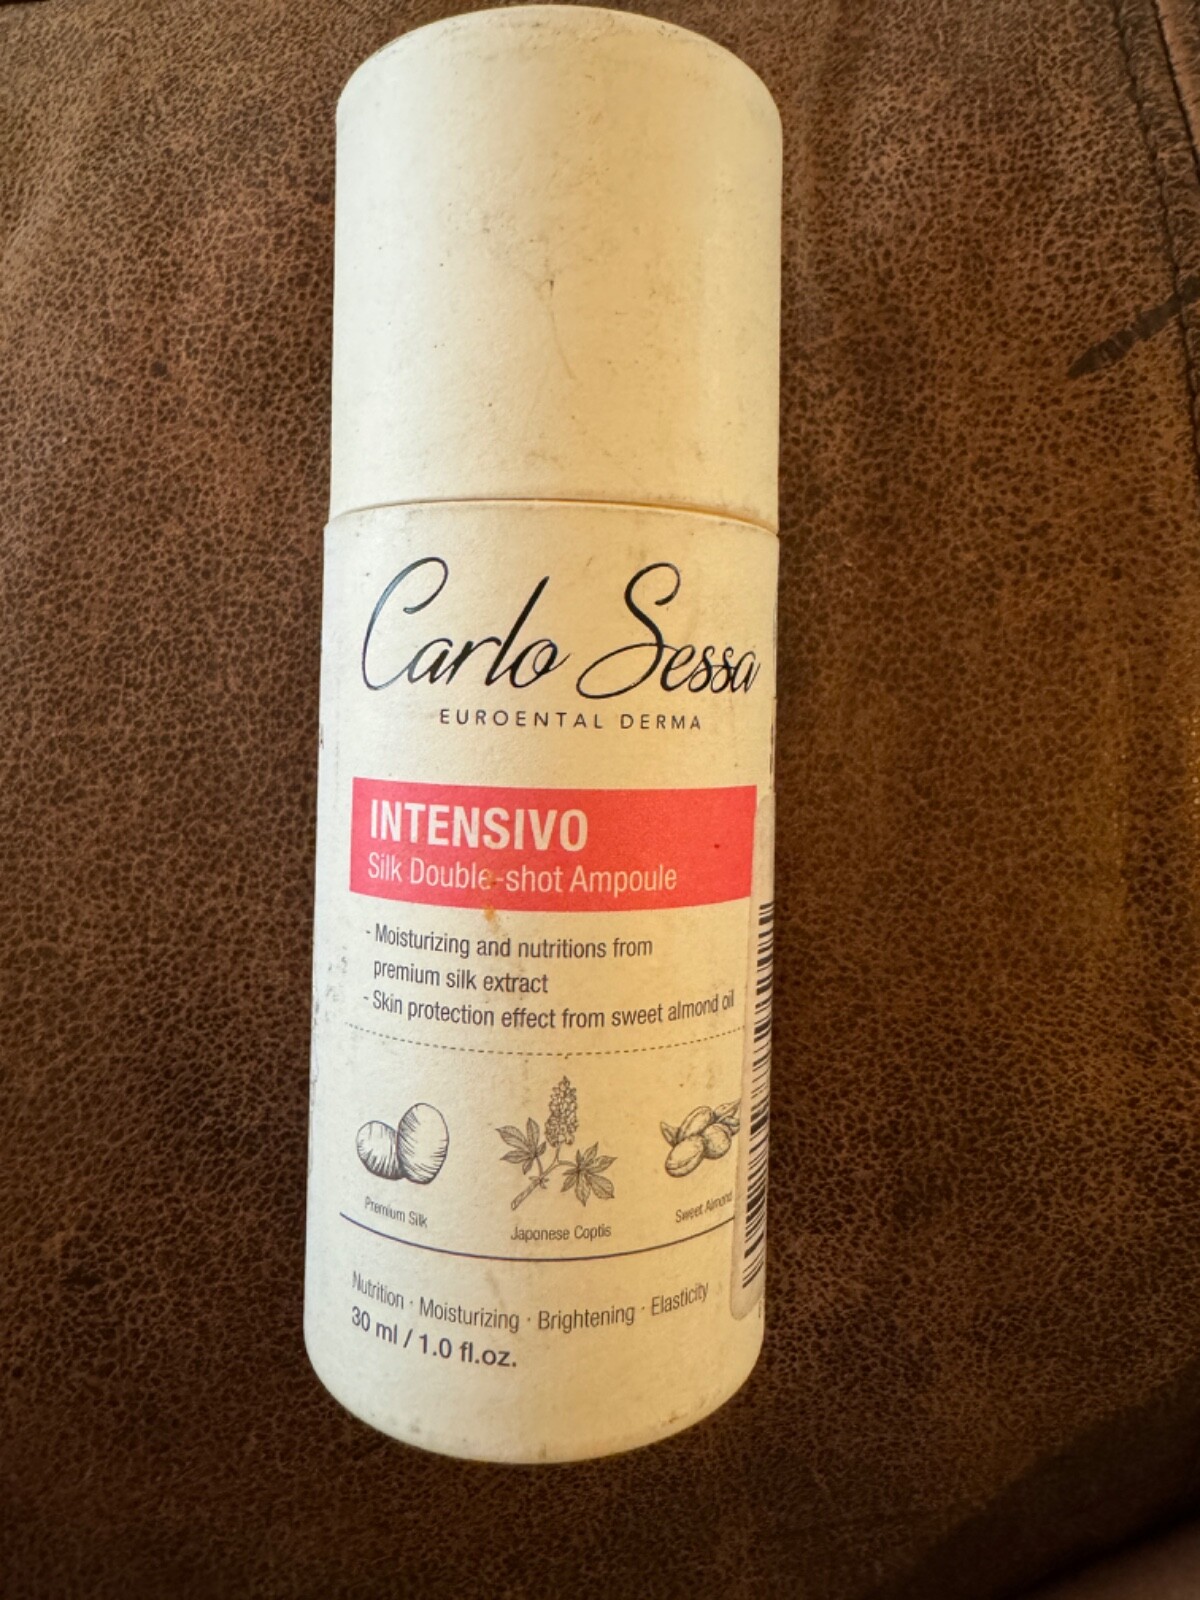 Carlo Sessa
EUROENTAL DERMA
INTENSIVO
Silk Double-shot Ampoule
- Moisturizing and nutritions from
premium silk extract
- Skin protection effect from sweet almond oil
Premium Silk
Japonese Coptis
Sweet Almond
Nutrition · Moisturizing · Brightening · Elasticity
30 ml / 1.0 fl.oz.